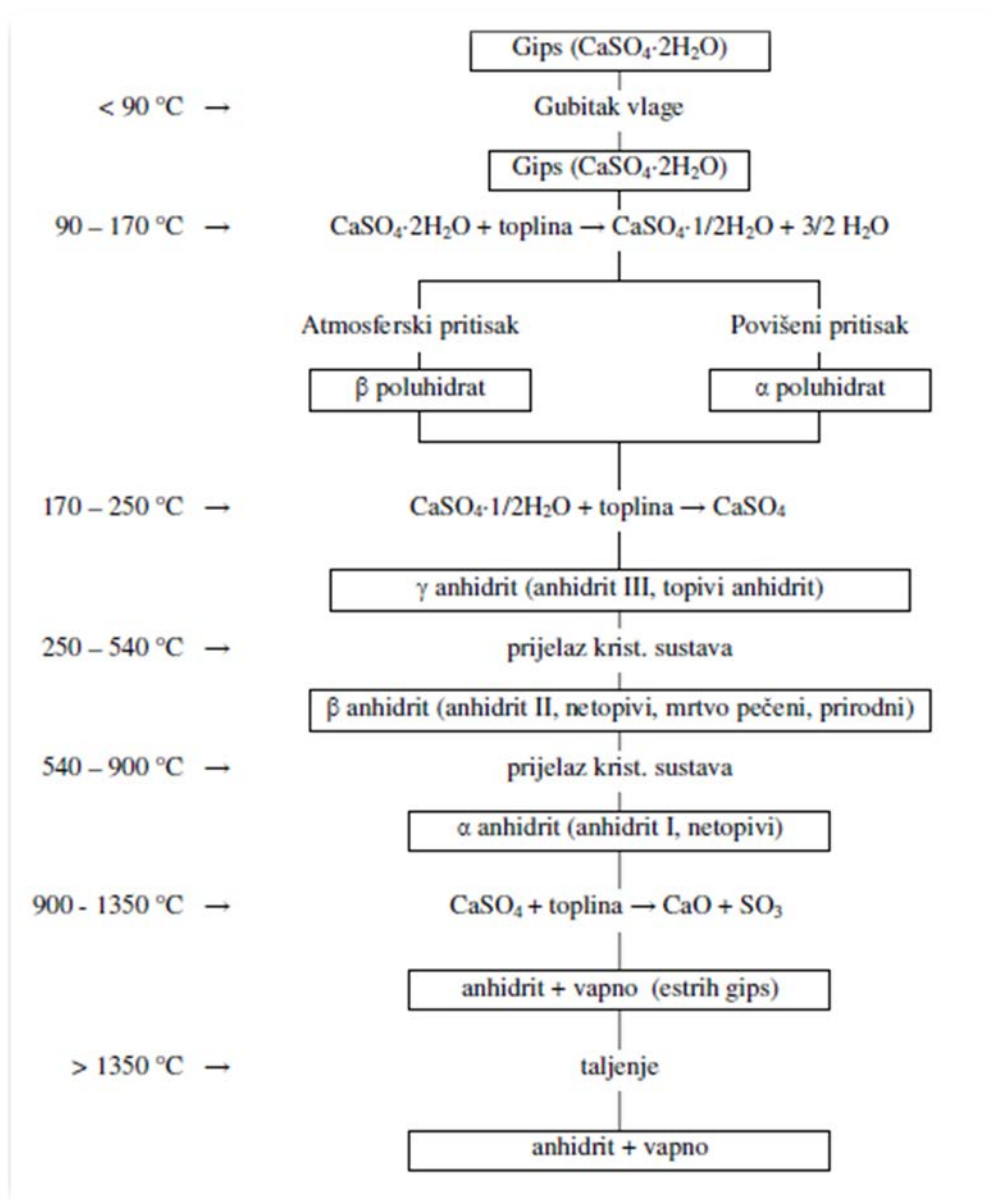 Gips (CaSO₄·2H₂O)
< 90 °C → Gubitak vlage
Gips (CaSO₄·2H₂O)
90 – 170 °C → CaSO₄·2H₂O + toplina → CaSO₄·1/2H₂O + 3/2 H₂O
Atmosferski pritisak Povišeni pritisak
β poluhidrat α poluhidrat
170 – 250 °C → CaSO₄·1/2H₂O + toplina → CaSO₄
γ anhidrit (anhidrit III, topivi anhidrit)
250 – 540 °C → prijelaz krist. sustava
β anhidrit (anhidrit II, netopivi, mrtvo pečeni, prirodni)
540 – 900 °C → prijelaz krist. sustava
α anhidrit (anhidrit I, netopivi)
900 - 1350 °C → CaSO₄ + toplina → CaO + SO₃
anhidrit + vapno (estrih gips)
> 1350 °C → taljenje
anhidrit + vapno